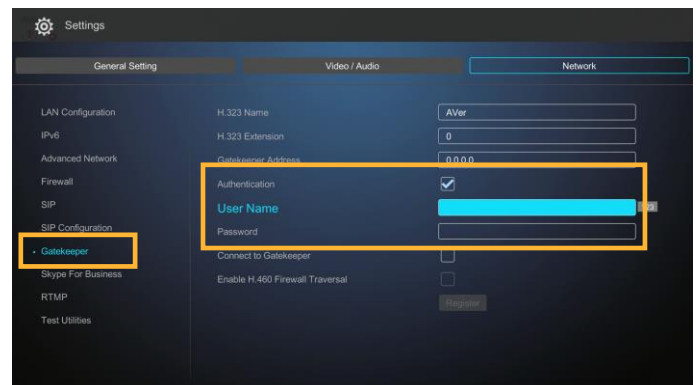 Settings
General Setting Video / Audio Network
LAN Configuration
IPv6
Advanced Network
Firewall
SIP
SIP Configuration
Gatekeeper
Skype For Business
RTMP
Test Utilities
H.323 Name AVer
H.323 Extension 0
Gatekeeper Address 0.0.0.0
Authentication
User Name
Password
Connect to Gatekeeper
Enable H.460 Firewall Traversal
Register